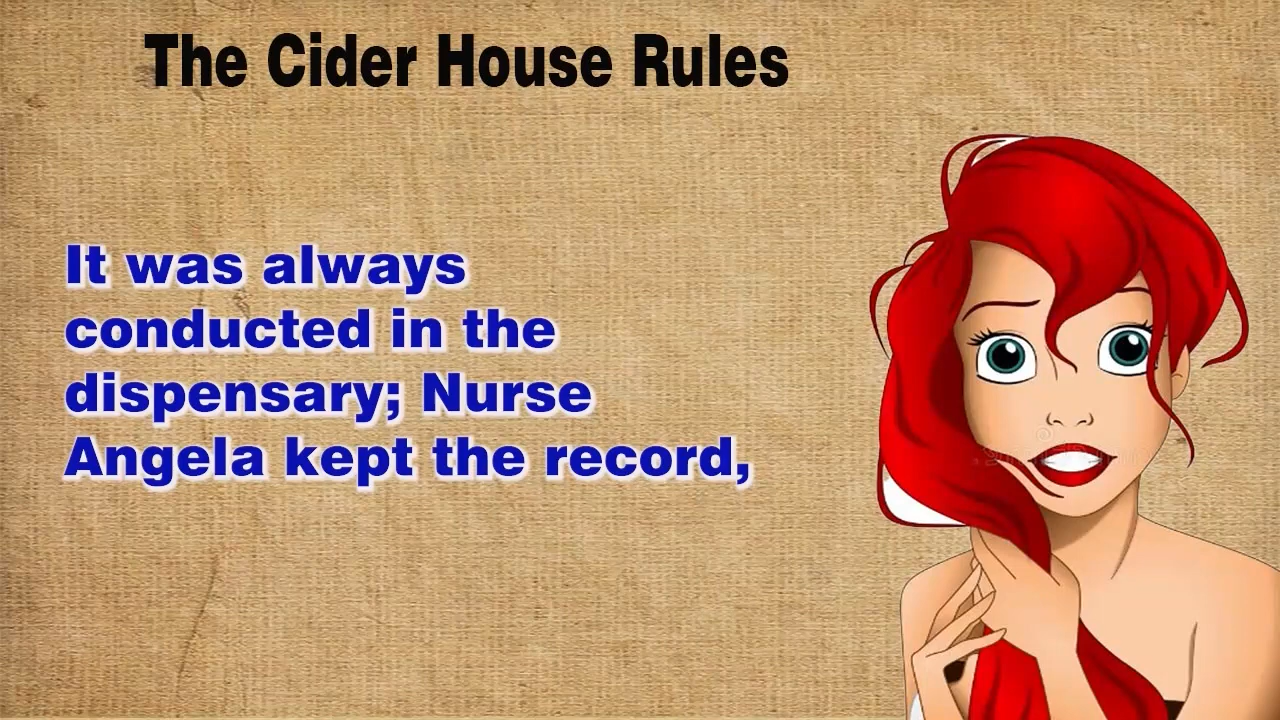 The Cider House Rules
It was always
conducted in the
dispensary; Nurse
Angela kept the record,